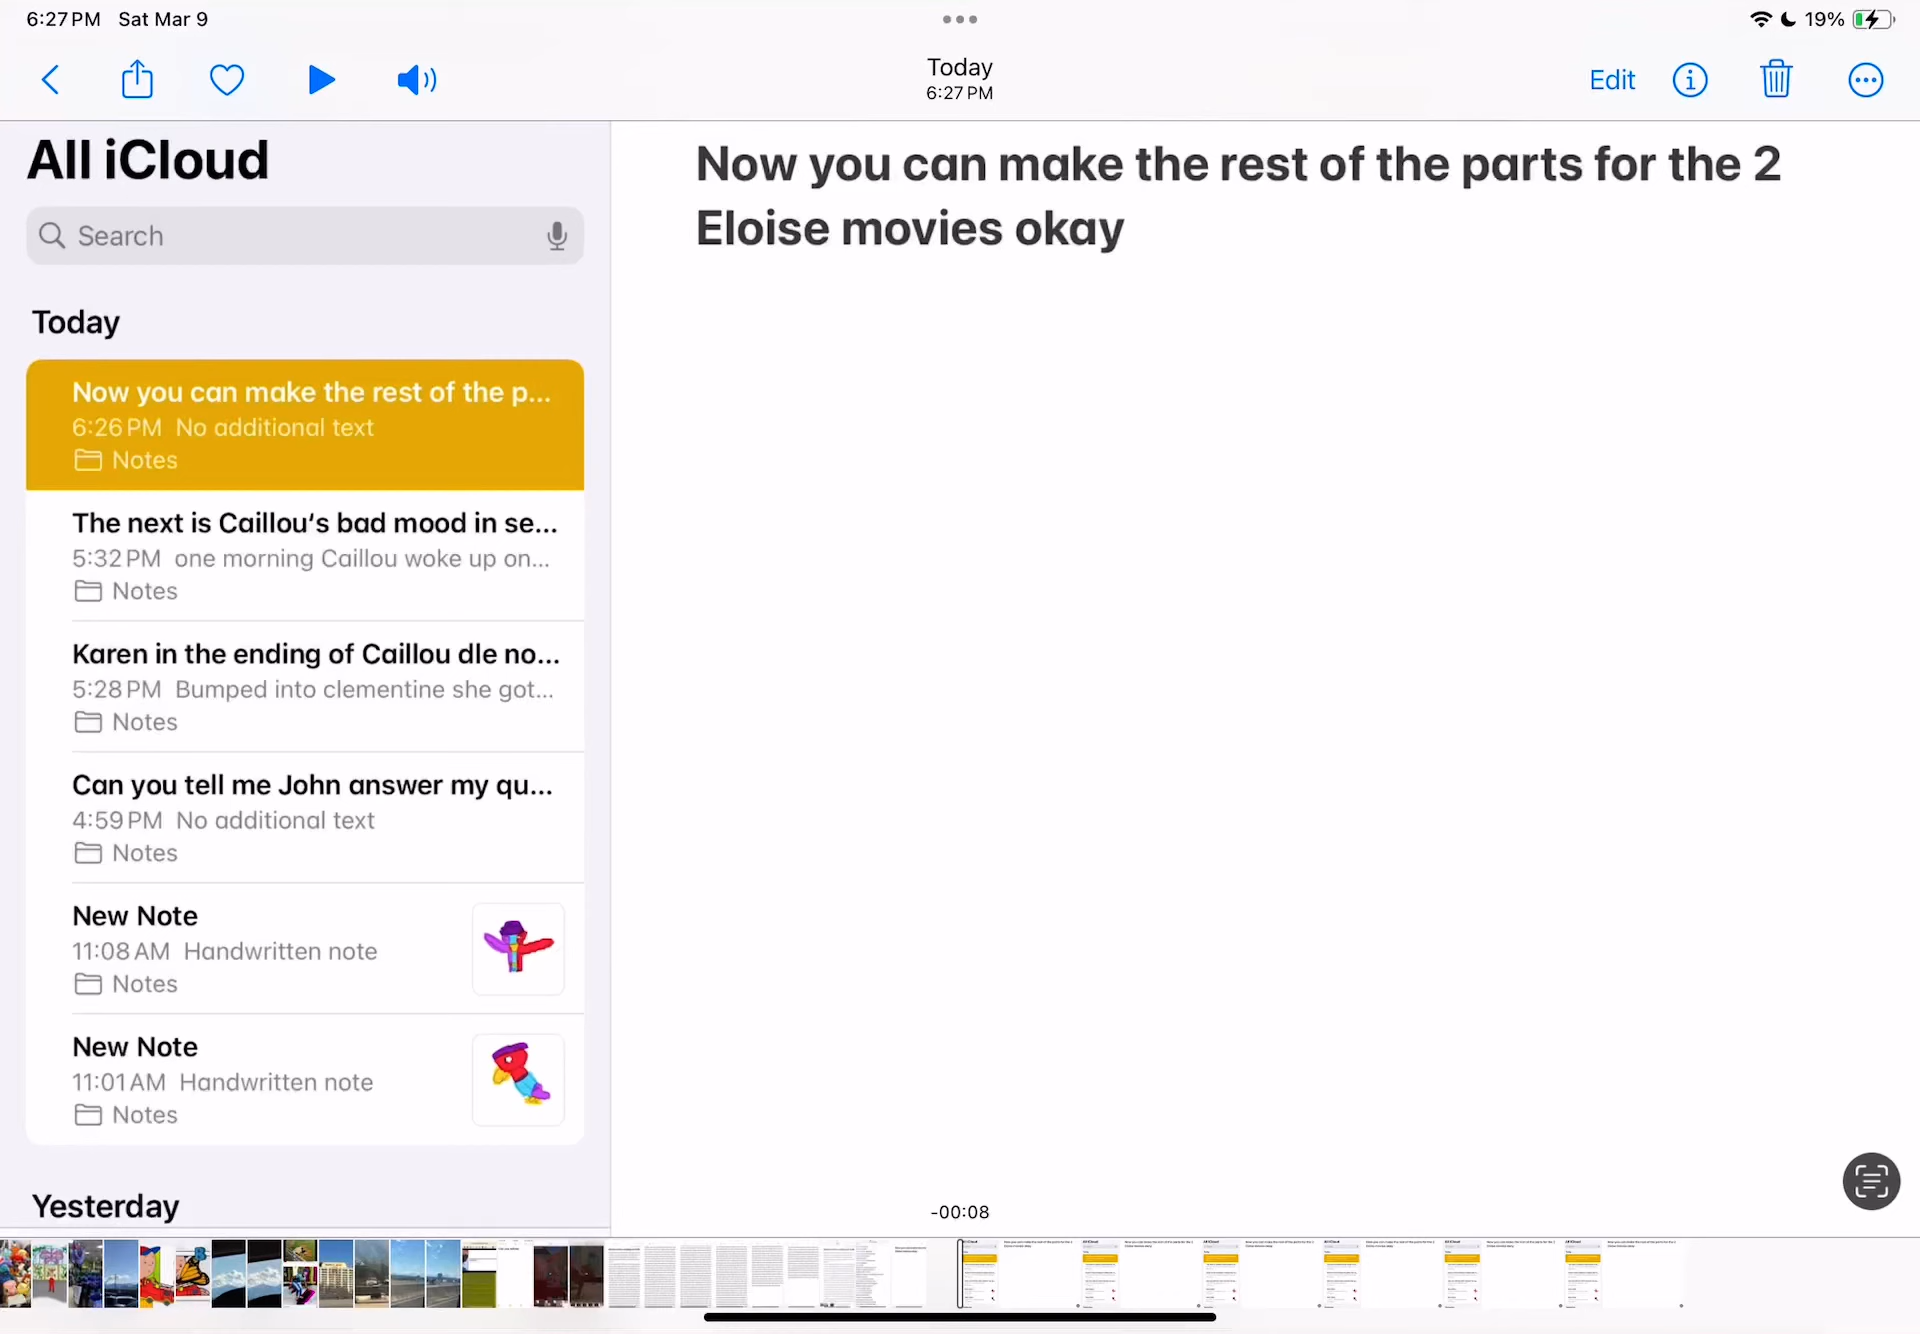 6:27 PM Sat Mar 9
19%
Today
6:27 PM
Edit
All iCloud
Search
Today
Now you can make the rest of the p...
6:26 PM No additional text
Notes
The next is Caillou‘s bad mood in se...
5:32 PM one morning Caillou woke up on...
Notes
Karen in the ending of Caillou dle no...
5:28 PM Bumped into clementine she got...
Notes
Can you tell me John answer my qu...
4:59 PM No additional text
Notes
New Note
11:08 AM Handwritten note
Notes
New Note
11:01 AM Handwritten note
Notes
Yesterday
Now you can make the rest of the parts for the 2
Eloise movies okay
-00:08